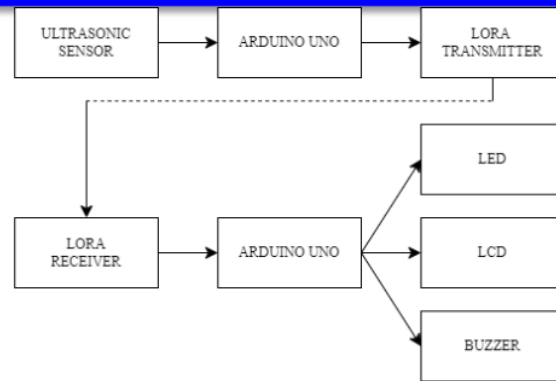 ULTRASONIC
SENSOR
ARDUINO UNO
LORA
TRANSMITTER
LED
LORA
RECEIVER
ARDUINO UNO
LCD
BUZZER